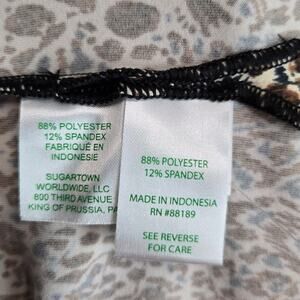 88% POLYESTER
12% SPANDEX
FABRIQUÉ EN
INDONESIE
SUGARTOWN
WORLDWIDE, LLC
800 THIRD AVENUE
KING OF PRUSSIA, PA
88% POLYESTER
12% SPANDEX
MADE IN INDONESIA
RN #88189
SEE REVERSE
FOR CARE